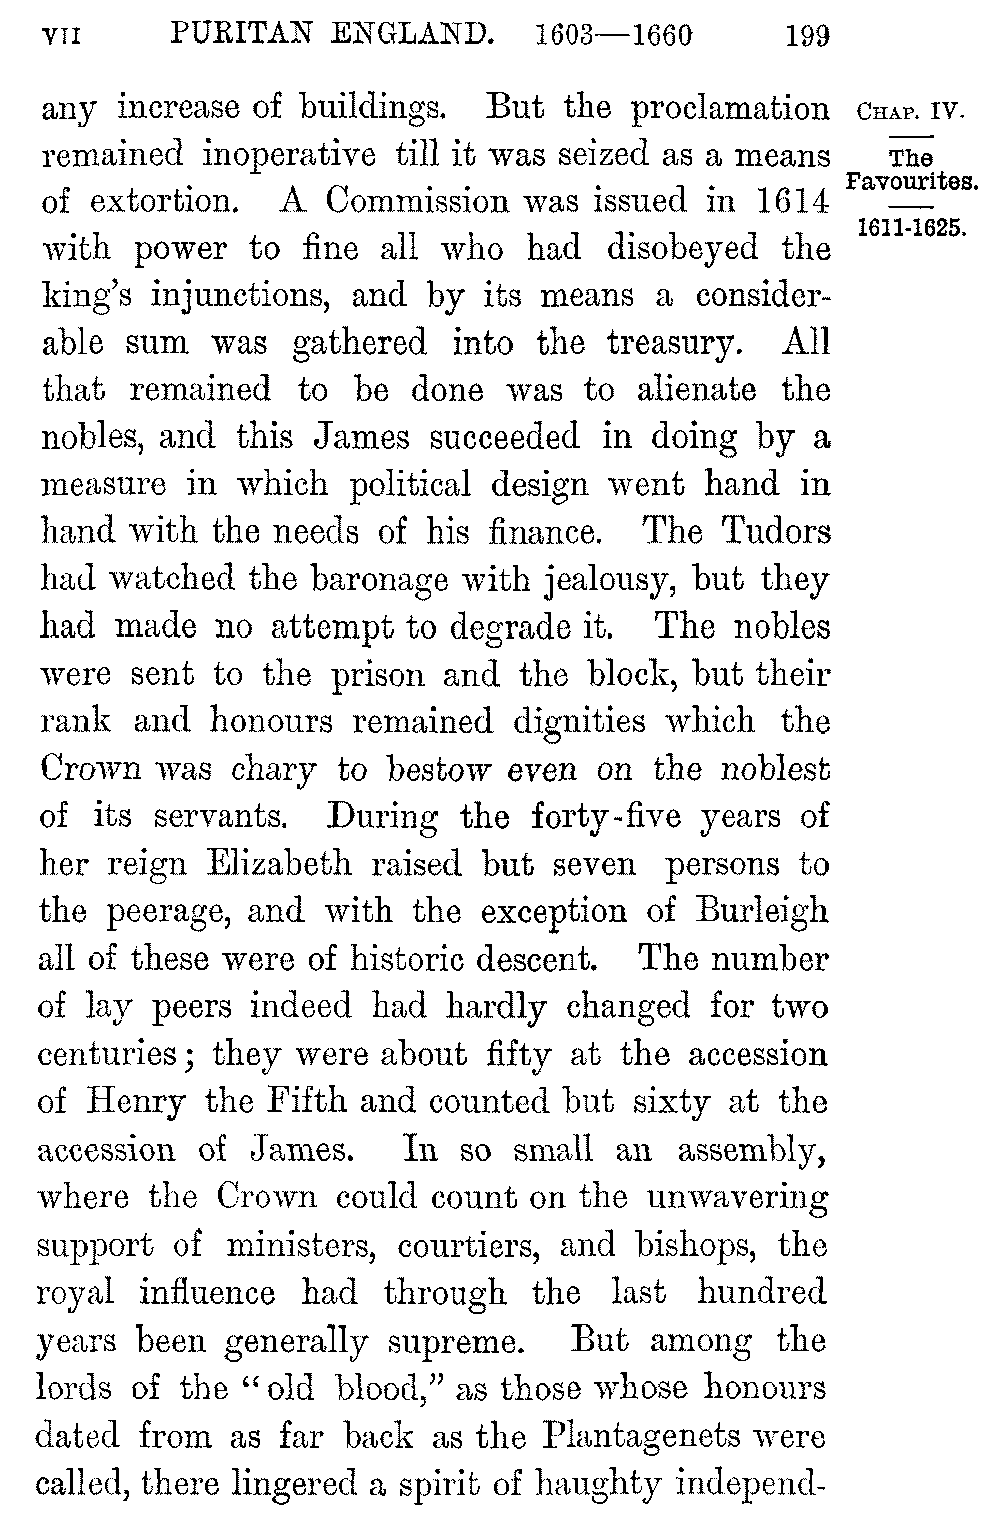 VII PURITAN ENGLAND. 1603—1660 199
any increase of buildings. But the proclamation
remained inoperative till it was seized as a means
of extortion. A Commission was issued in 1614
with power to fine all who had disobeyed the
king's injunctions, and by its means a consider-
able sum was gathered into the treasury. All
that remained to be done was to alienate the
nobles, and this James succeeded in doing by a
measure in which political design went hand in
hand with the needs of his finance. The Tudors
had watched the baronage with jealousy, but they
had made no attempt to degrade it. The nobles
were sent to the prison and the block, but their
rank and honours remained dignities which the
Crown was chary to bestow even on the noblest
of its servants. During the forty-five years of
her reign Elizabeth raised but seven persons to
the peerage, and with the exception of Burleigh
all of these were of historic descent. The number
of lay peers indeed had hardly changed for two
centuries; they were about fifty at the accession
of Henry the Fifth and counted but sixty at the
accession of James. In so small an assembly,
where the Crown could count on the unwavering
support of ministers, courtiers, and bishops, the
royal influence had through the last hundred
years been generally supreme. But among the
lords of the "old blood," as those whose honours
dated from as far back as the Plantagenets were
called, there lingered a spirit of haughty independ-
CHAP. IV.
The
Favourites.
1611-1625.